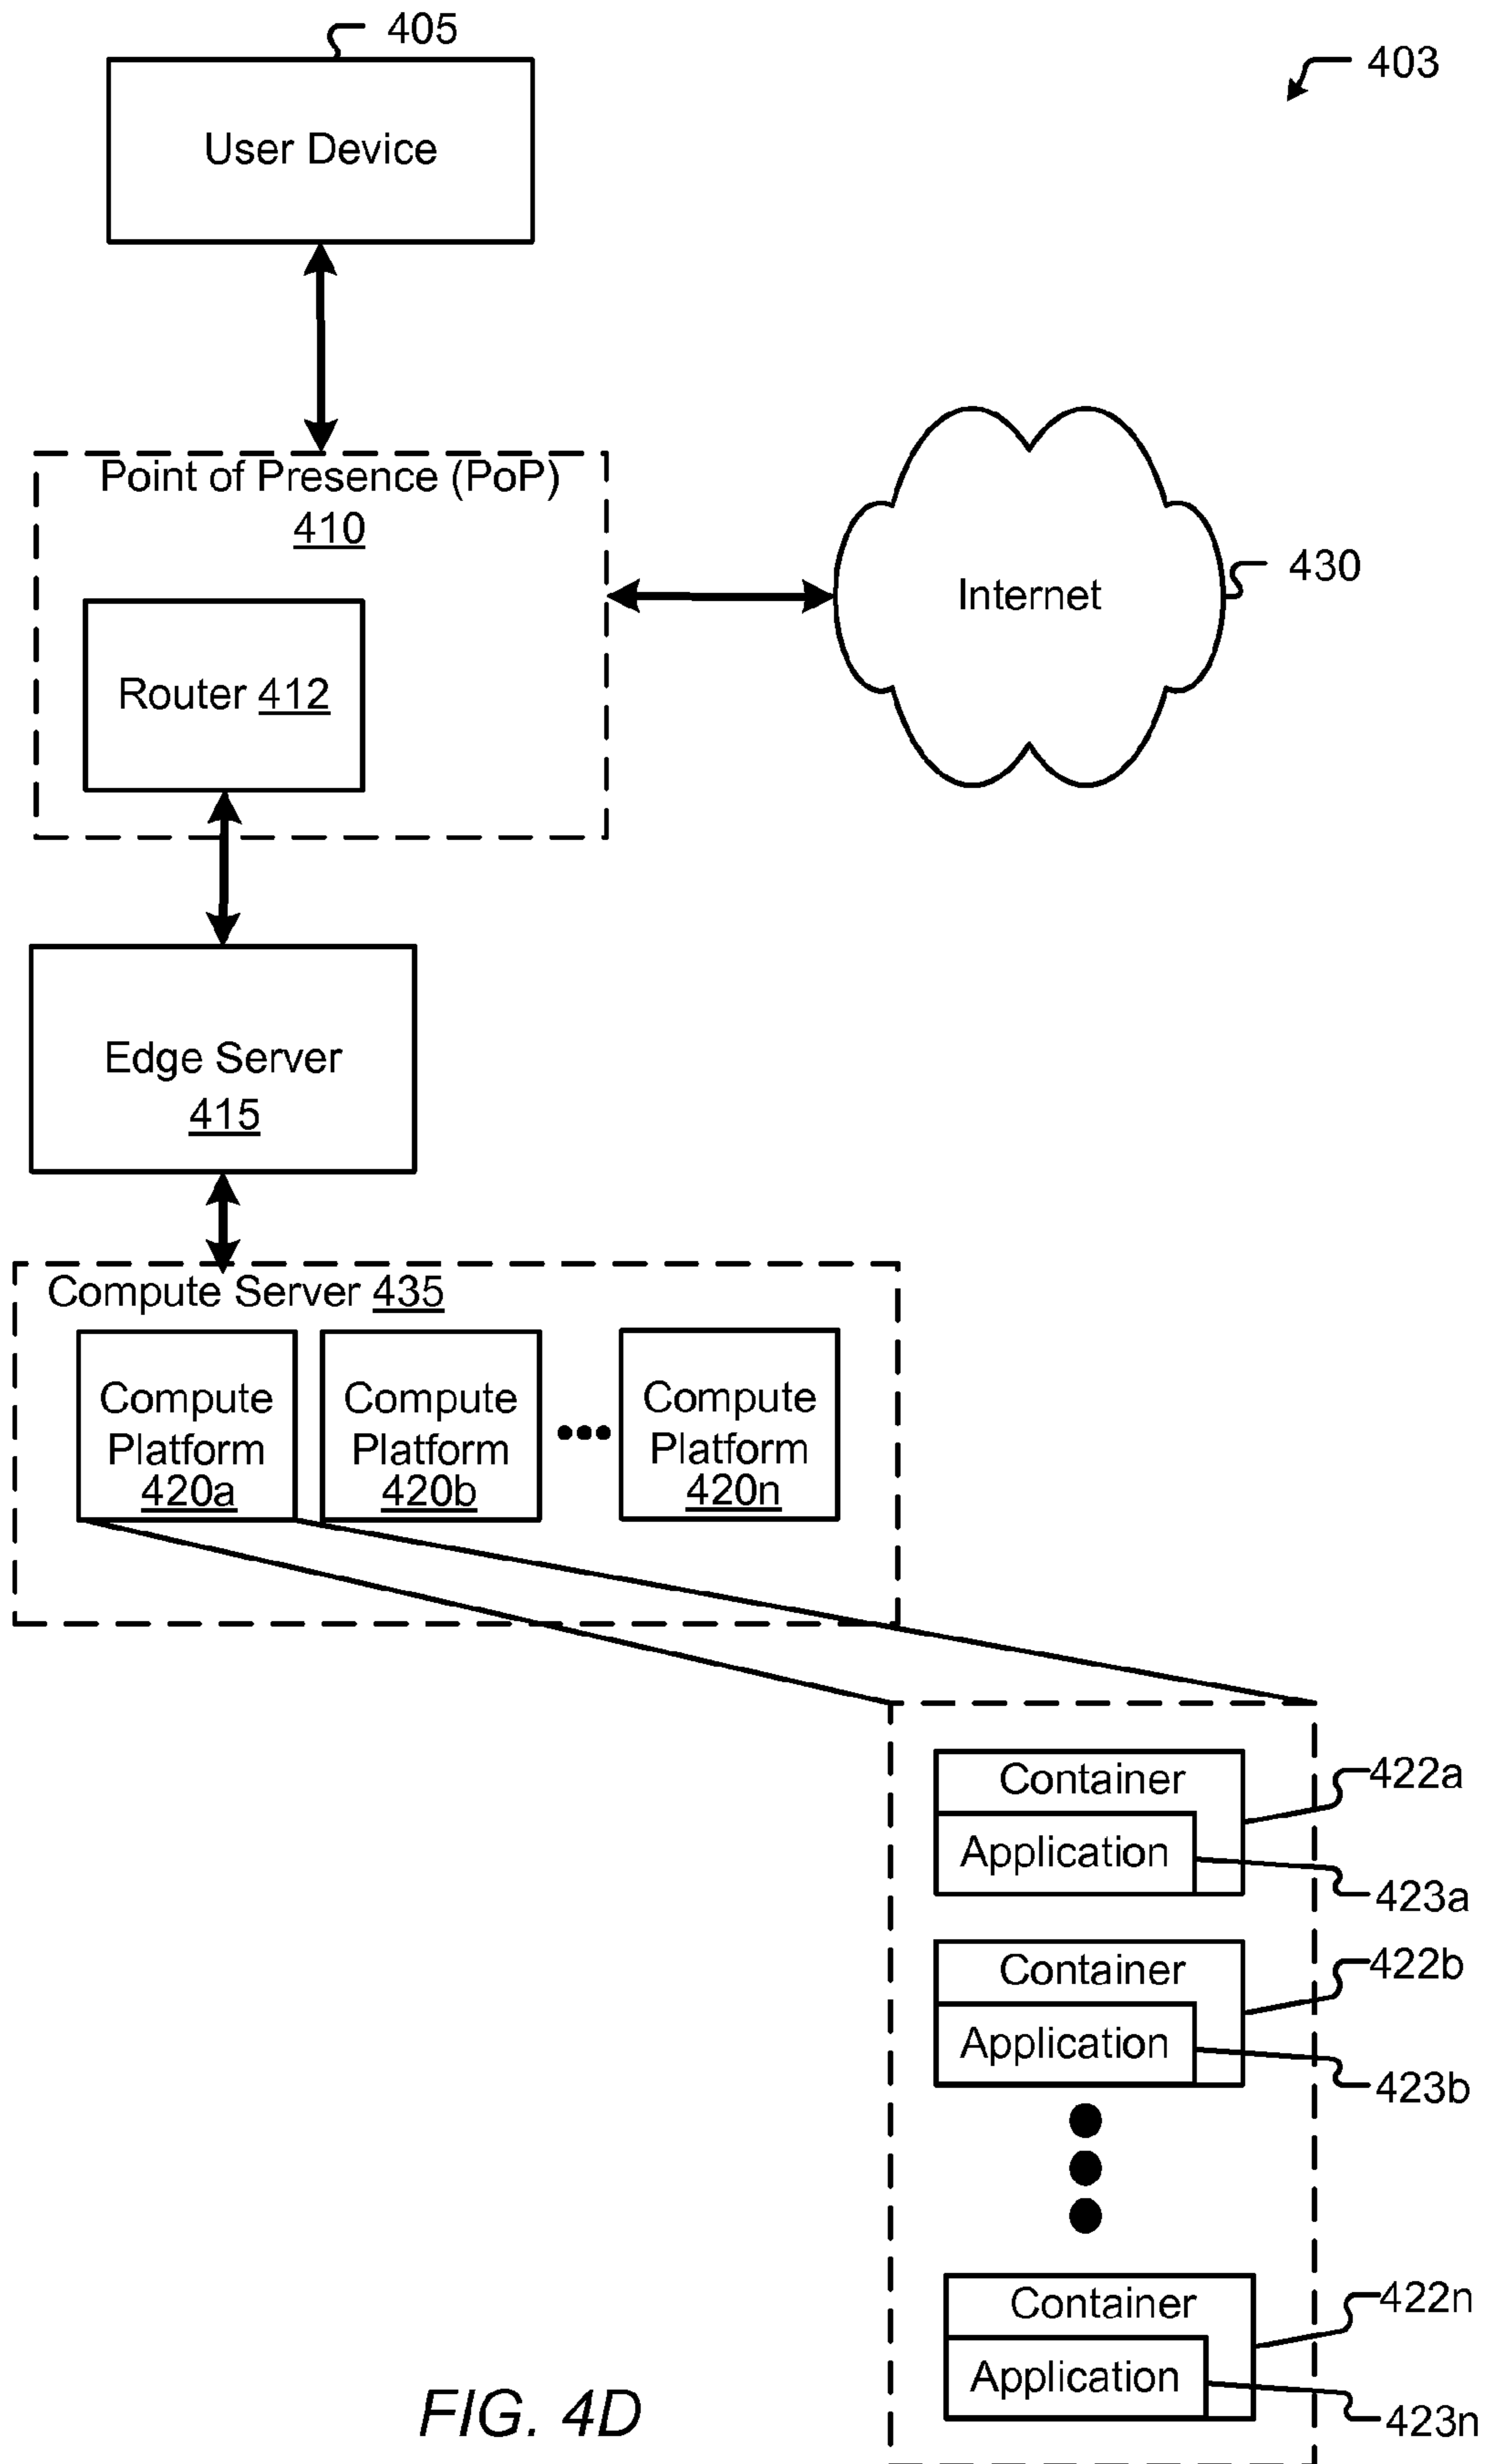 405
403
User Device
Point of Presence (PoP)
410
Internet
430
Router 412
Edge Server
415
Compute Server 435
Compute
Platform
420a
Compute
Platform
420b
Compute
Platform
420n
Container
422a
Application
423a
Container
422b
Application
423b
Container
422n
Application
423n
FIG. 4D